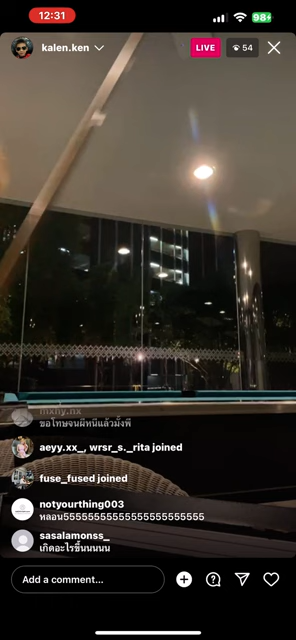 12:31
98
kalen.ken
LIVE
54
mxhy.nx
ขอโทษจนผีหนีแล้วมั้งพี่
aeyy.xx_, wrsr_s._rita joined
fuse_fused joined
notyourthing003
หลอน5555555555555555555555
sasalamonss_
เกิดอะไรขึ้นนนนน
Add a comment...